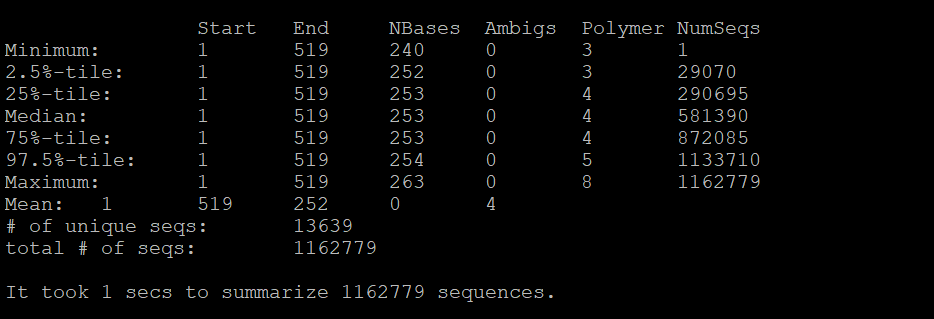 Start End NBases Ambigs Polymer NumSeqs
Minimum: 1 519 240 0 3 1
2.5%-tile: 1 519 252 0 3 29070
25%-tile: 1 519 253 0 4 290695
Median: 1 519 253 0 4 581390
75%-tile: 1 519 253 0 4 872085
97.5%-tile: 1 519 254 0 5 1133710
Maximum: 1 519 263 0 8 1162779
Mean: 1 519 252 0 4
# of unique seqs: 13639
total # of seqs: 1162779
It took 1 secs to summarize 1162779 sequences.